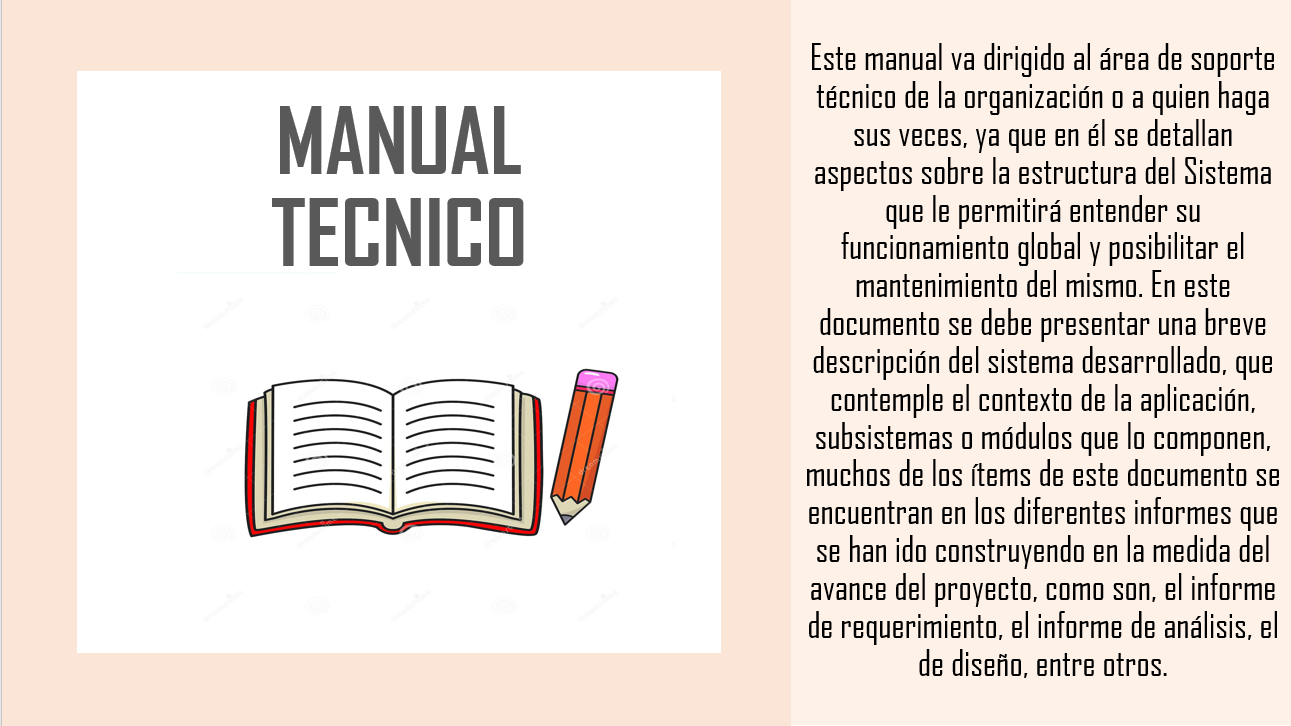 MANUAL
TECNICO
Este manual va dirigido al área de soporte
técnico de la organización o a quien haga
sus veces, ya que en él se detallan
aspectos sobre la estructura del Sistema
que le permitirá entender su
funcionamiento global y posibilitar el
mantenimiento del mismo. En este
documento se debe presentar una breve
descripción del sistema desarrollado, que
contemple el contexto de la aplicación,
subsistemas o módulos que lo componen,
muchos de los ítems de este documento se
encuentran en los diferentes informes que
se han ido construyendo en la medida del
avance del proyecto, como son, el informe
de requerimiento, el informe de análisis, el
de diseño, entre otros.